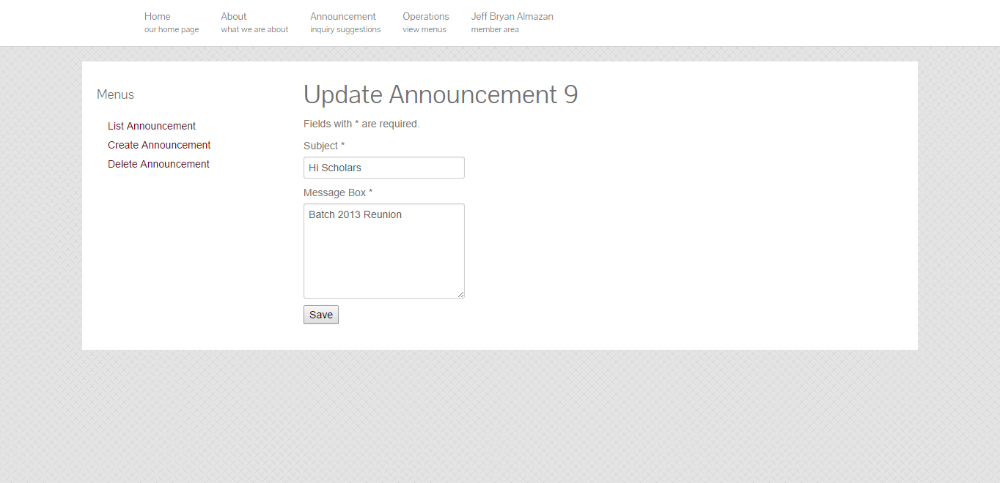 Home
our home page
About
what we are about
Announcement
inquiry suggestions
Operations
view menus
Jeff Bryan Almazan
member area
Menus
List Announcement
Create Announcement
Delete Announcement
Update Announcement 9
Fields with * are required.
Subject *
Hi Scholars
Message Box *
Batch 2013 Reunion
Save